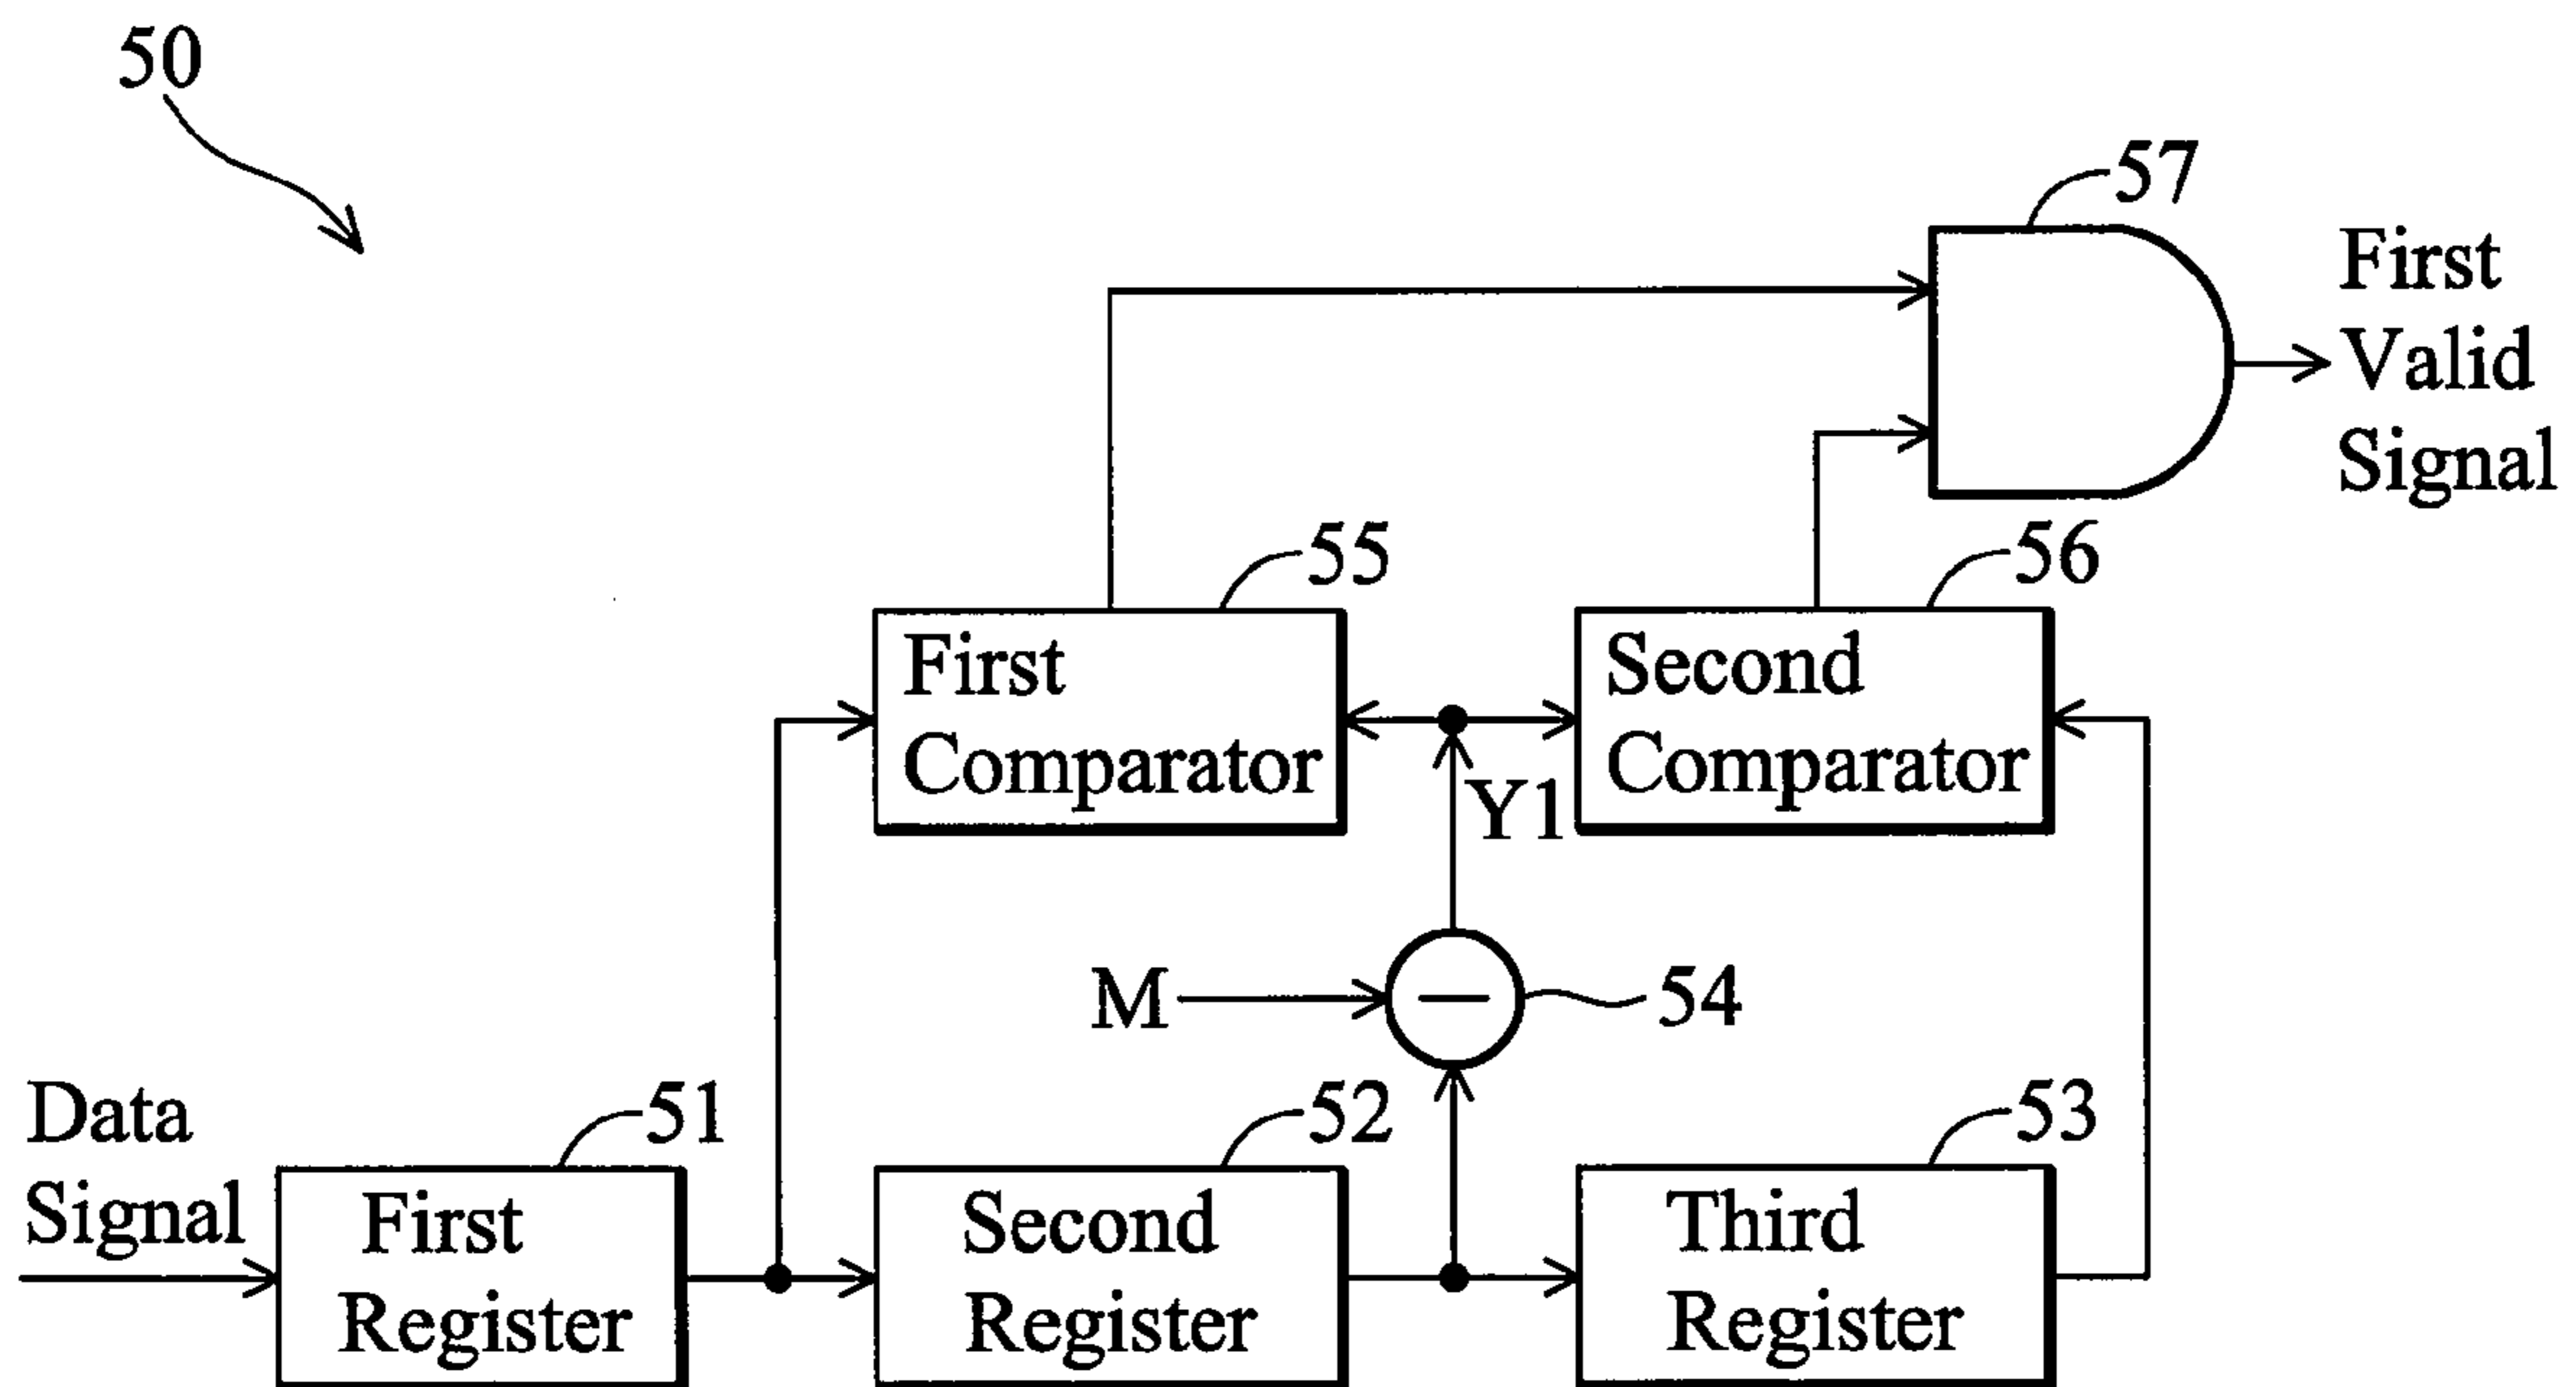 50
57
First
Valid
Signal
55
56
First
Comparator
Second
Comparator
Y1
M
54
Data
Signal
51
52
53
First
Register
Second
Register
Third
Register